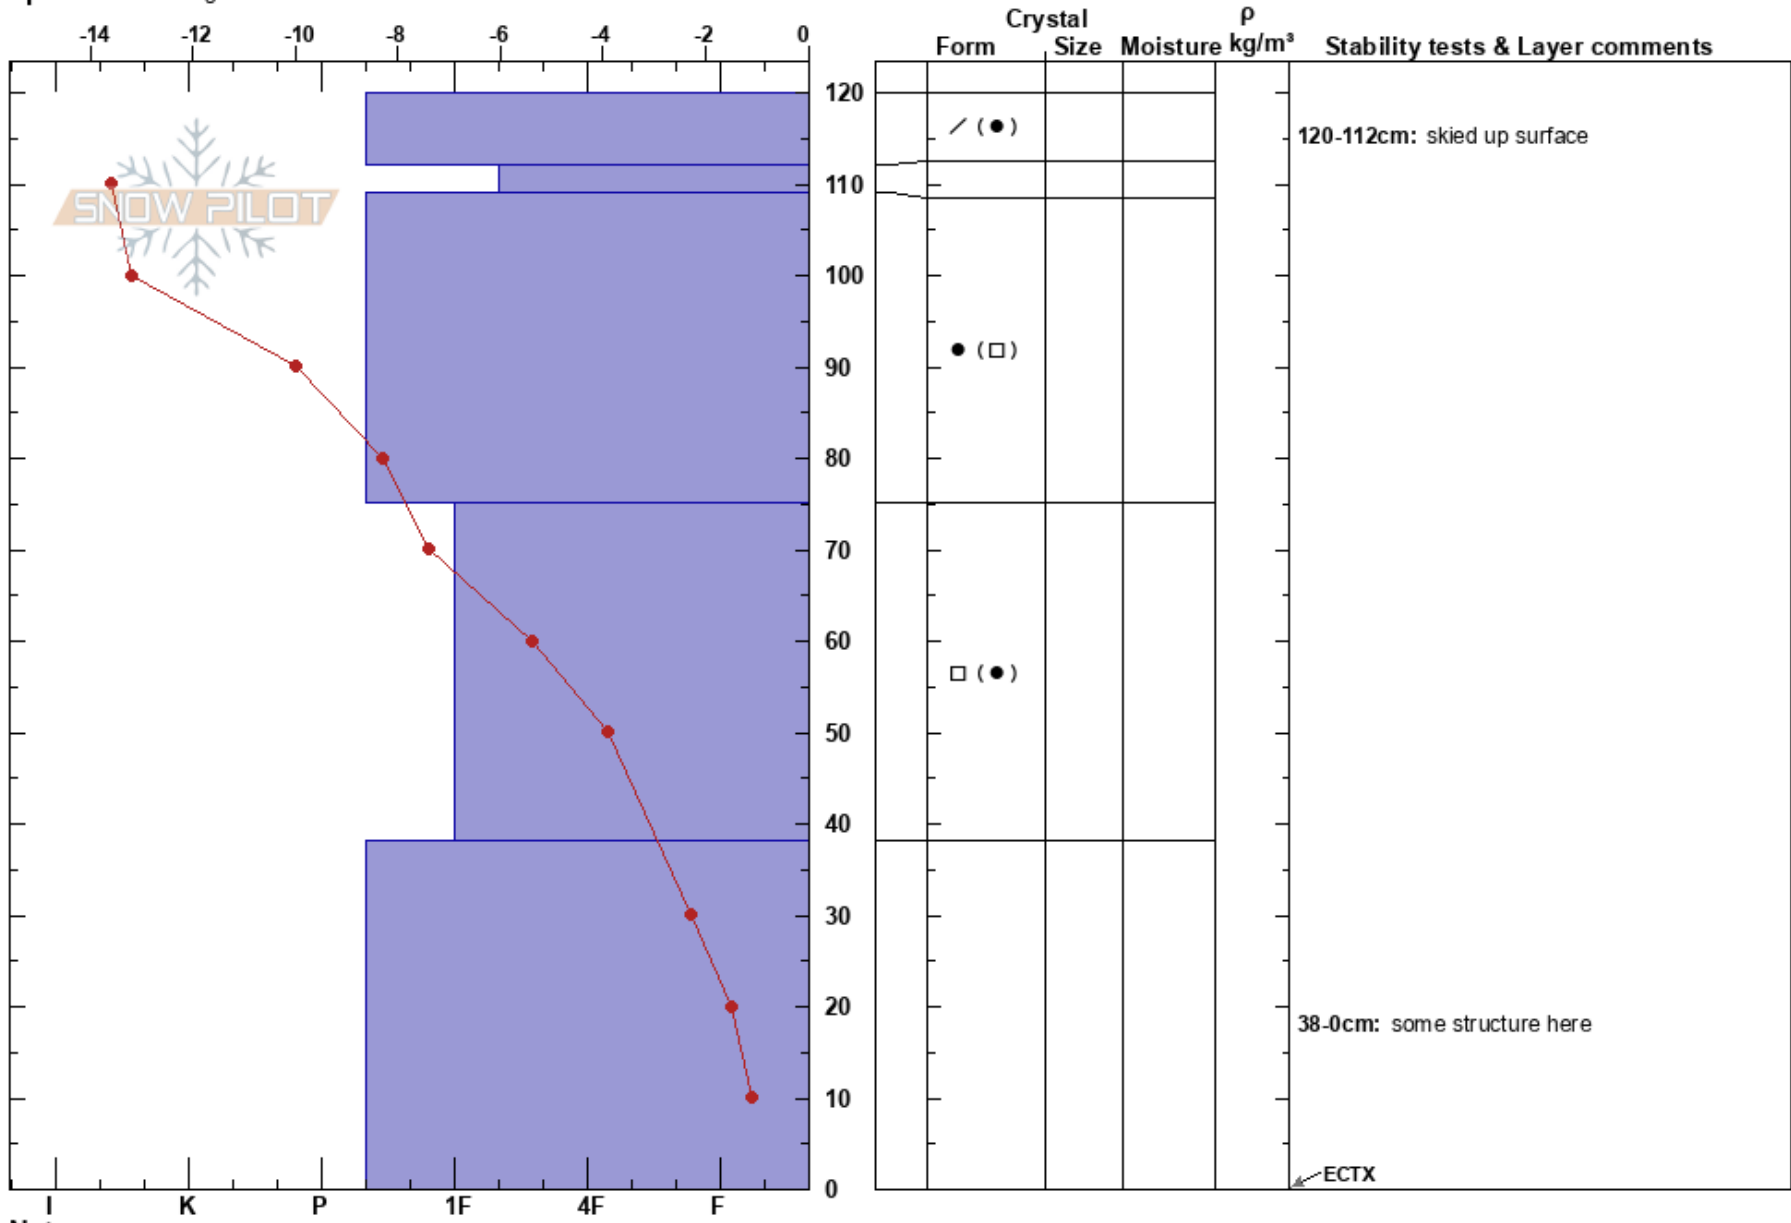 Crystal ρ
-14 -12 -10 -8 -6 -4 -2 0 Form Size Moisture kg/m³ Stability tests & Layer comments
120
120-112cm: skied up surface
110
SNOW PILOT
100
90
80
70
60
50
40
30
20
38-0cm: some structure here
10
ECTX
0
I K P 1F 4F F